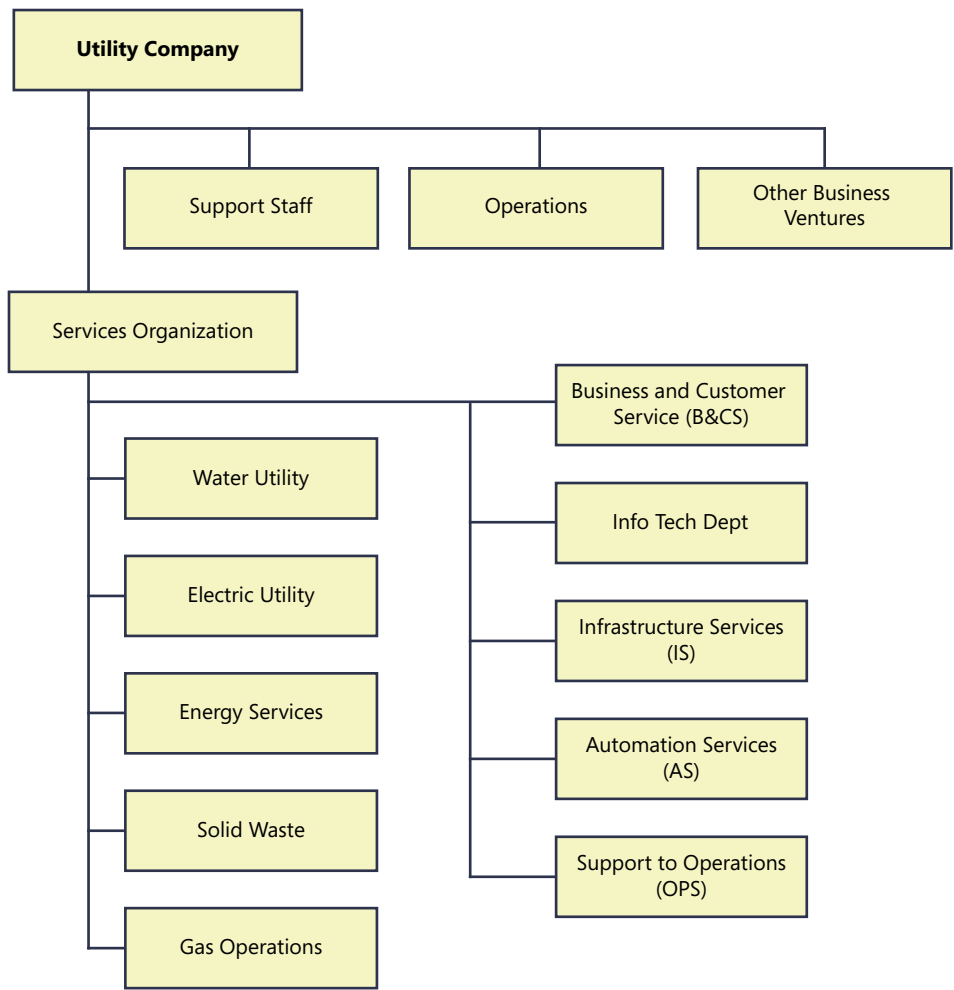 Utility Company
Support Staff
Operations
Other Business
Ventures
Services Organization
Business and Customer
Service (B&CS)
Water Utility
Info Tech Dept
Electric Utility
Infrastructure Services
(IS)
Energy Services
Automation Services
(AS)
Solid Waste
Support to Operations
(OPS)
Gas Operations